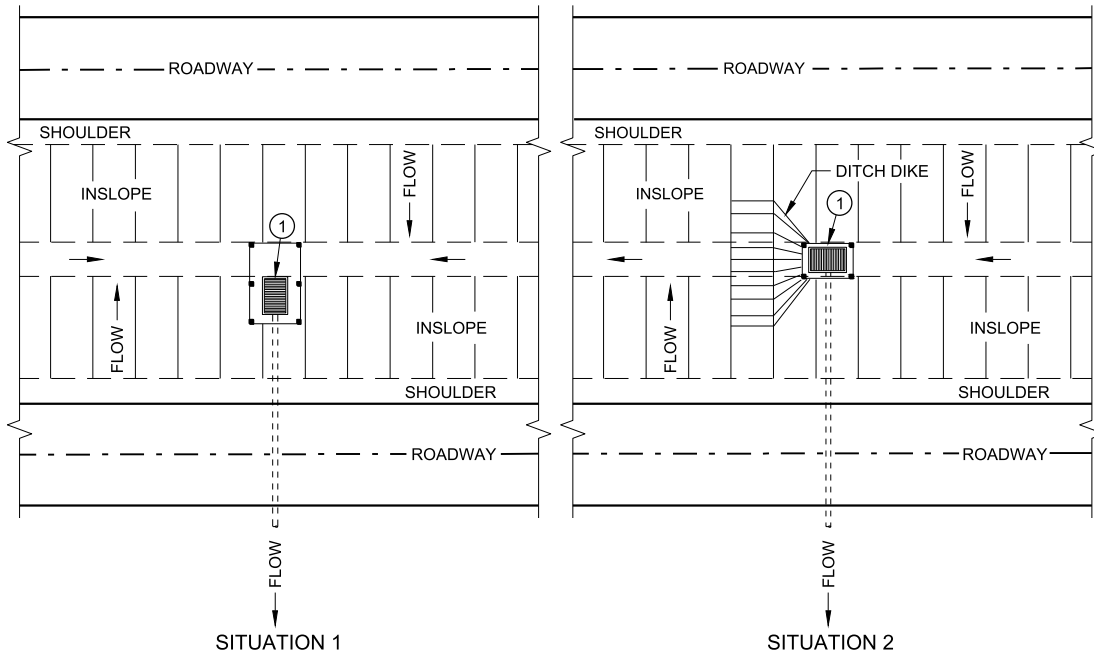 ROADWAY
SHOULDER
INSLOPE
FLOW
1
FLOW
INSLOPE
SHOULDER
ROADWAY
FLOW
SITUATION 1
ROADWAY
SHOULDER
DITCH DIKE
INSLOPE
FLOW
1
FLOW
INSLOPE
SHOULDER
ROADWAY
FLOW
SITUATION 2